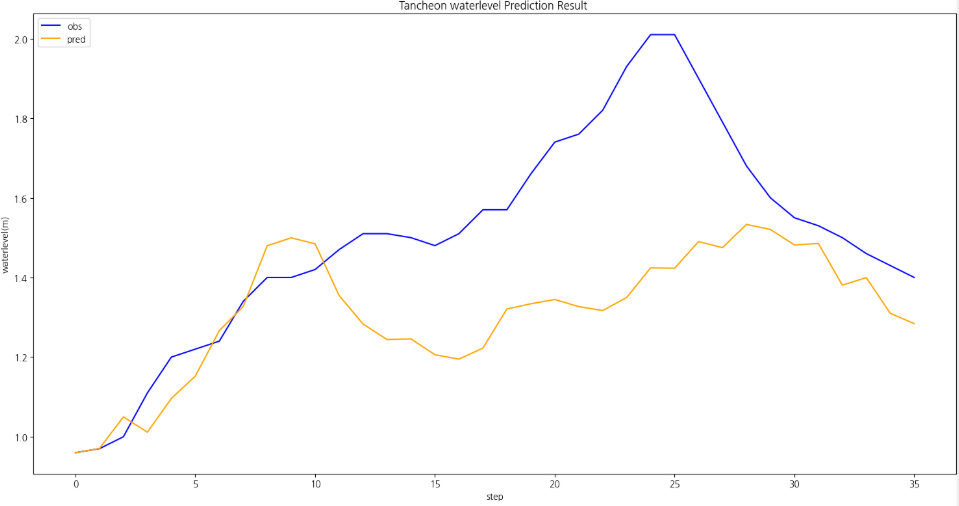 Tancheon waterlevel Prediction Result
obs
pred
2.0
1.8
1.6
1.4
1.2
1.0
waterlevel(m)
0 5 10 15 20 25 30 35
step